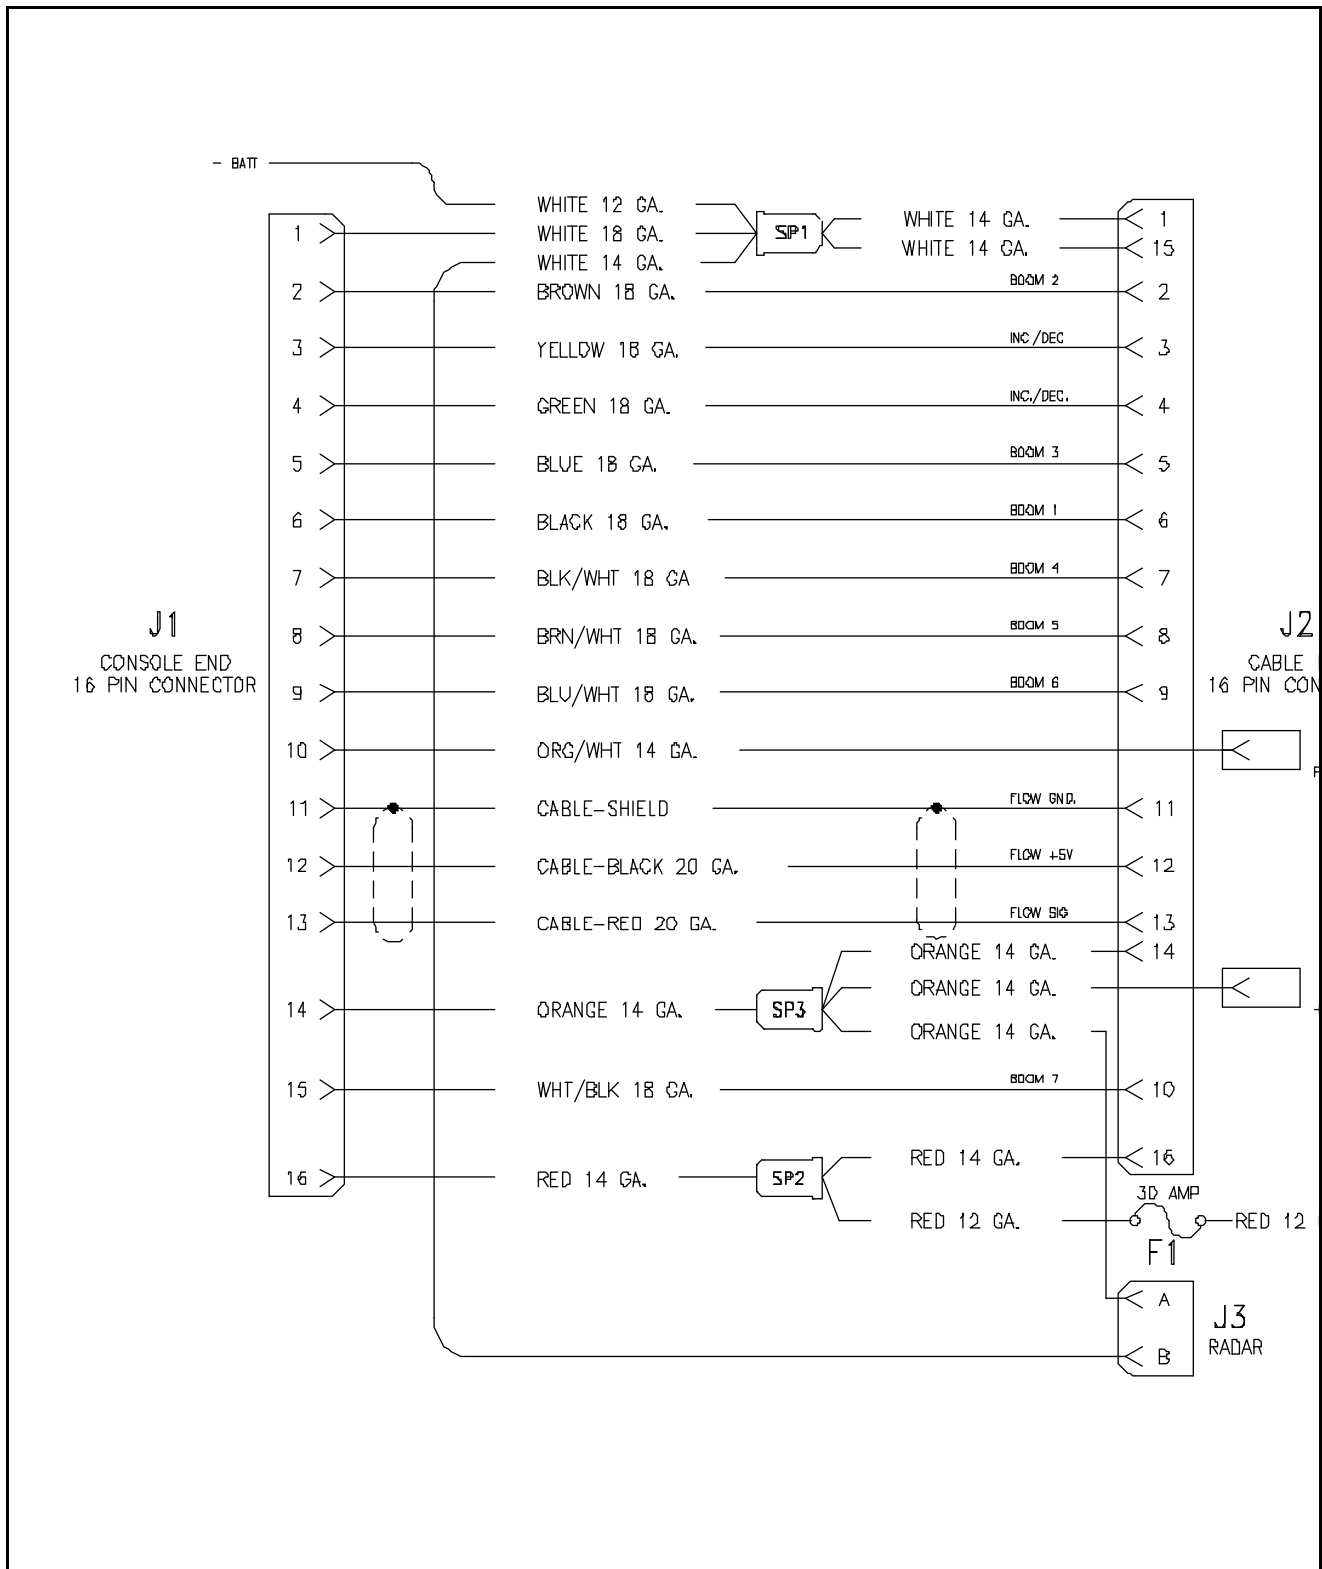 - BATT
WHITE 12 GA.
1 WHITE 18 GA. SP1 WHITE 14 GA. 1
WHITE 14 GA. WHITE 14 GA. 15
2 BROWN 18 GA. BOOM 2 2
3 YELLOW 18 GA. INC/DEC 3
4 GREEN 18 GA. INC./DEC. 4
5 BLUE 18 GA. BOOM 3 5
6 BLACK 18 GA. BOOM 1 6
7 BLK/WHT 18 GA BOOM 4 7
J1 8 BRN/WHT 18 GA. BOOM 5 8 J2
CONSOLE END CABLE
16 PIN CONNECTOR 9 BLU/WHT 18 GA. BOOM 6 9 16 PIN CON
10 ORG/WHT 14 GA.
11 CABLE-SHIELD FLOW GND. 11
12 CABLE-BLACK 20 GA. FLOW +5V 12
13 CABLE-RED 20 GA. FLOW SIG 13
ORANGE 14 GA. 14
ORANGE 14 GA.
14 ORANGE 14 GA. SP3
ORANGE 14 GA.
15 WHT/BLK 18 GA. BOOM 7 10
RED 14 GA. 16
16 RED 14 GA. SP2
30 AMP
RED 12 GA. RED 12
F1
A J3
B RADAR